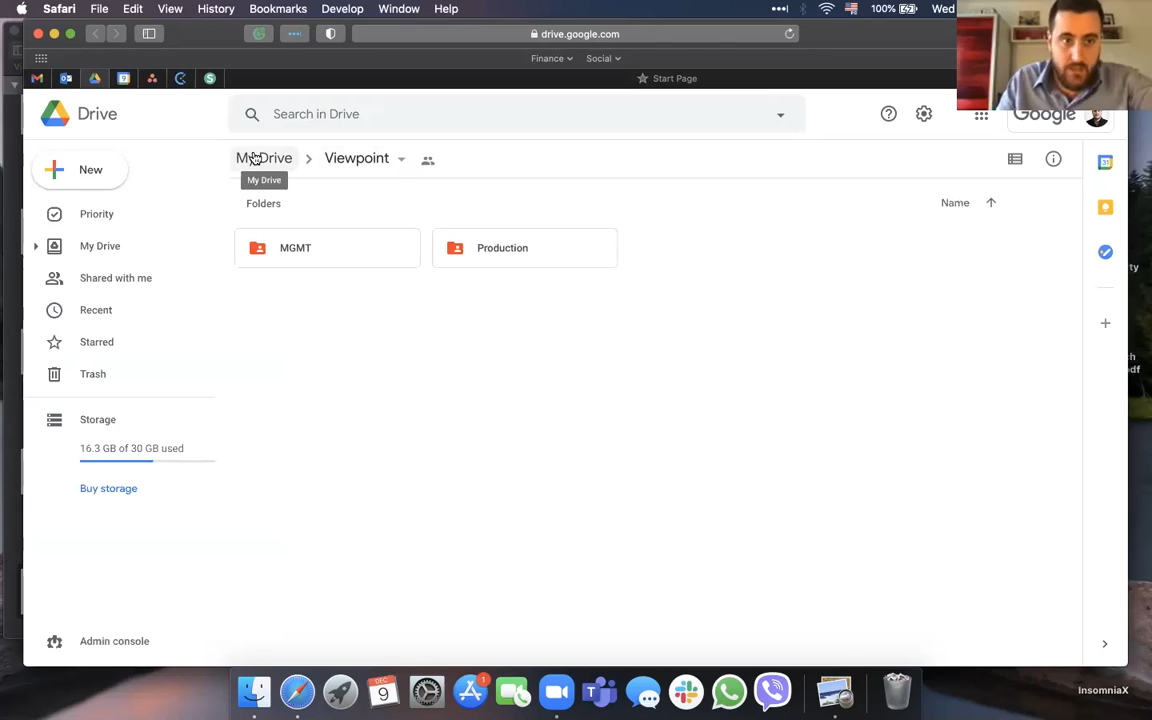 Safari File Edit View History Bookmarks Develop Window Help 100% Wed
drive.google.com
Finance Social
Start Page
Drive
Search in Drive
Google
New
My Drive Viewpoint
My Drive
Folders
Name
MGMT
Production
Priority
My Drive
Shared with me
Recent
Starred
Trash
Storage
16.3 GB of 30 GB used
Buy storage
Admin console
31
DEC
9
1
InsomniaX